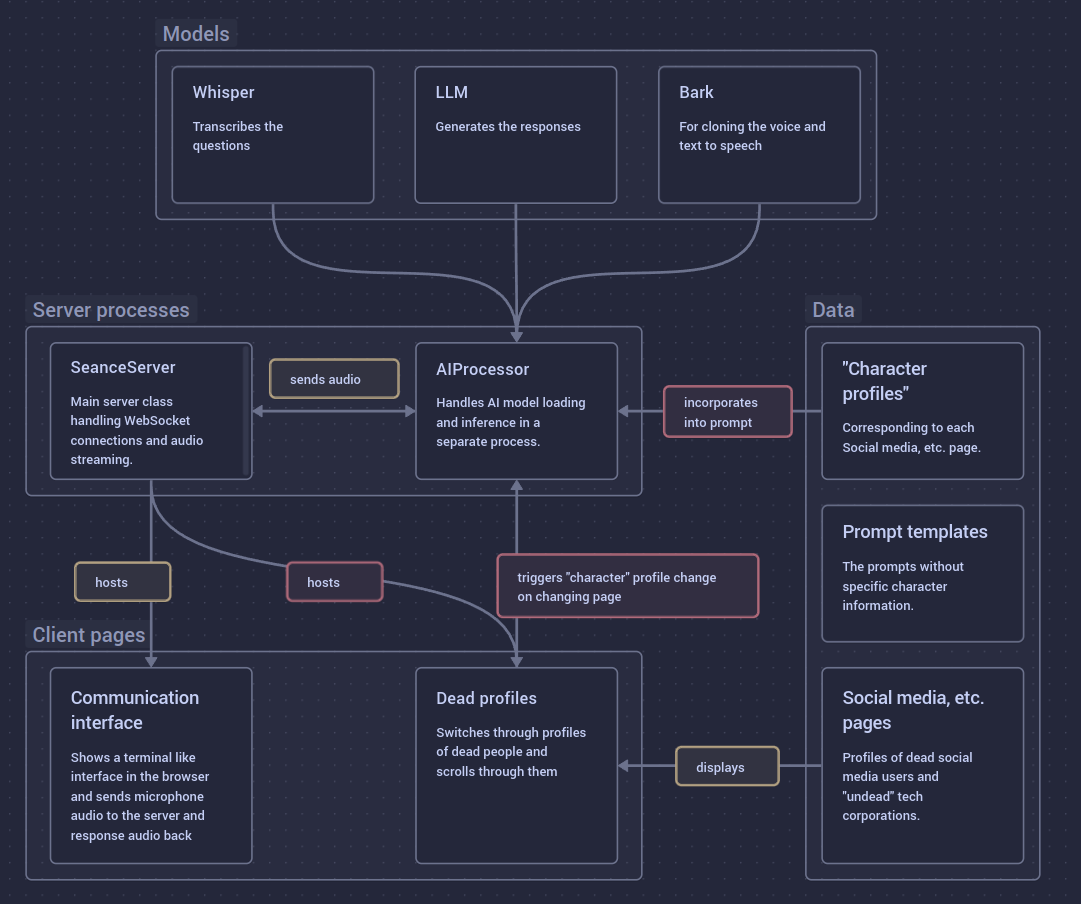 Models
Whisper
Transcribes the
questions
LLM
Generates the responses
Bark
For cloning the voice and
text to speech
Server processes
SeanceServer
Main server class
handling WebSocket
connections and audio
streaming.
sends audio
AIProcessor
Handles AI model loading
and inference in a
separate process.
incorporates
into prompt
Data
"Character
profiles"
Corresponding to each
Social media, etc. page.
Prompt templates
The prompts without
specific character
information.
hosts
hosts
triggers "character" profile change
on changing page
Client pages
Communication
interface
Shows a terminal like
interface in the browser
and sends microphone
audio to the server and
response audio back
Dead profiles
Switches through profiles
of dead people and
scrolls through them
displays
Social media, etc.
pages
Profiles of dead social
media users and
"undead" tech
corporations.